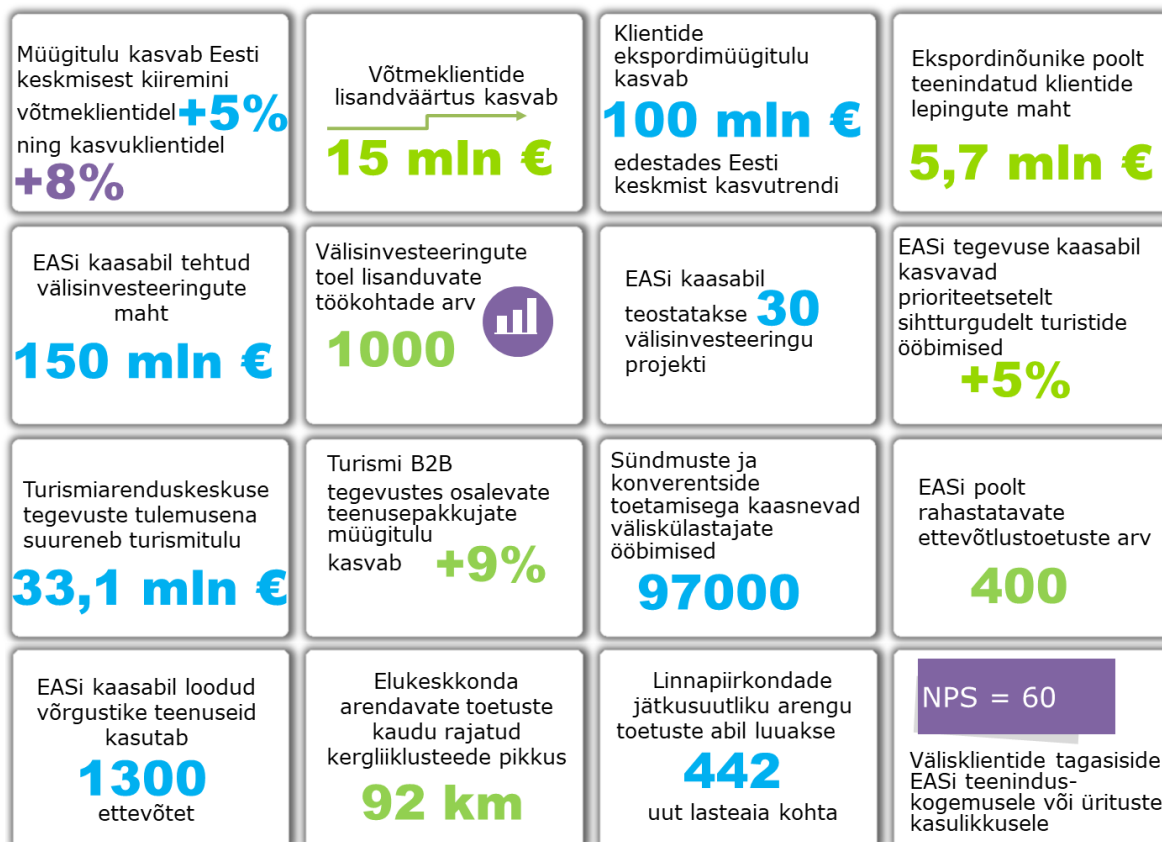 Müügitulu kasvab Eesti
keskmisest kiiremini
võtmeklientidel +5%
ning kasvuklientidel
+8%
Võtmeklientide
lisandväärtus kasvab
15 mln €
Klientide
ekspordimüügitulu
kasvab
100 mln €
edestades Eesti
keskmist kasvutrendi
Ekspordinõunike poolt
teenindatud klientide
lepingute maht
5,7 mln €
EASi kaasabil tehtud
välisinvesteeringute
maht
150 mln €
Välisinvesteeringute
toel lisanduvate
töökohtade arv
1000
EASi kaasabil
teostatakse 30
välisinvesteeringu
projekti
EASi tegevuse kaasabil
kasvavad
prioriteetsetelt
sihtturgudelt turistide
ööbimised
+5%
Turismiarenduskeskuse
tegevuste tulemusena
suureneb turismitulu
33,1 mln €
Turismi B2B
tegevustes osalevate
teenusepakkujate
müügitulu
kasvab +9%
Sündmuste ja
konverentside
toetamisega kaasnevad
väliskülastajate
ööbimised
97000
EASi poolt
rahastatavate
ettevõtlustoetuste arv
400
EASi kaasabil loodud
võrgustike teenuseid
kasutab
1300
ettevõtet
Elukeskkonda
arendavate toetuste
kaudu rajatud
kergliiklusteede pikkus
92 km
Linnapiirkondade
jätkusuutliku arengu
toetuste abil luuakse
442
uut lasteaia kohta
NPS = 60
Välisklientide tagasiside
EASi teenindus-
kogemusele või ürituste
kasulikkusele